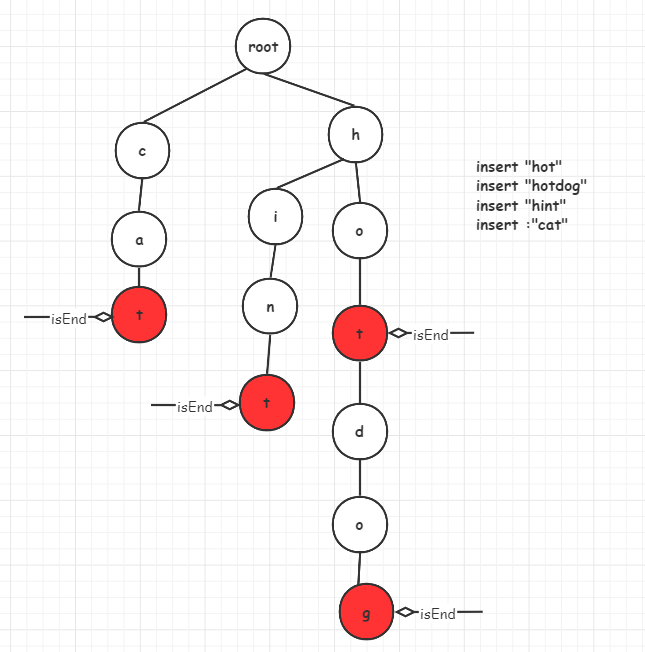 root
h
c
insert "hot"
insert "hotdog"
insert "hint"
insert :"cat"
i
o
a
n
t
isEnd
t
isEnd
t
isEnd
d
o
g
isEnd